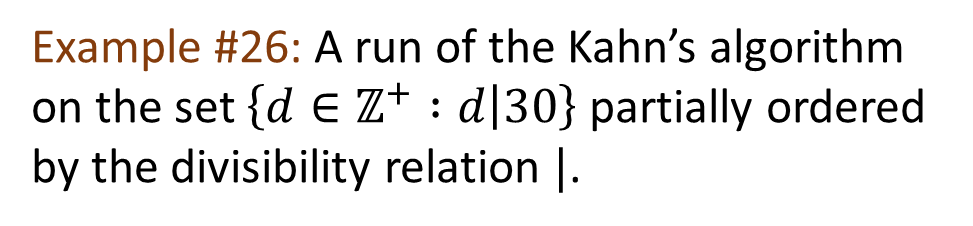 Example #26: A run of the Kahn’s algorithm
on the set {𝑑 ∈ ℤ⁺ : 𝑑|30} partially ordered
by the divisibility relation |.